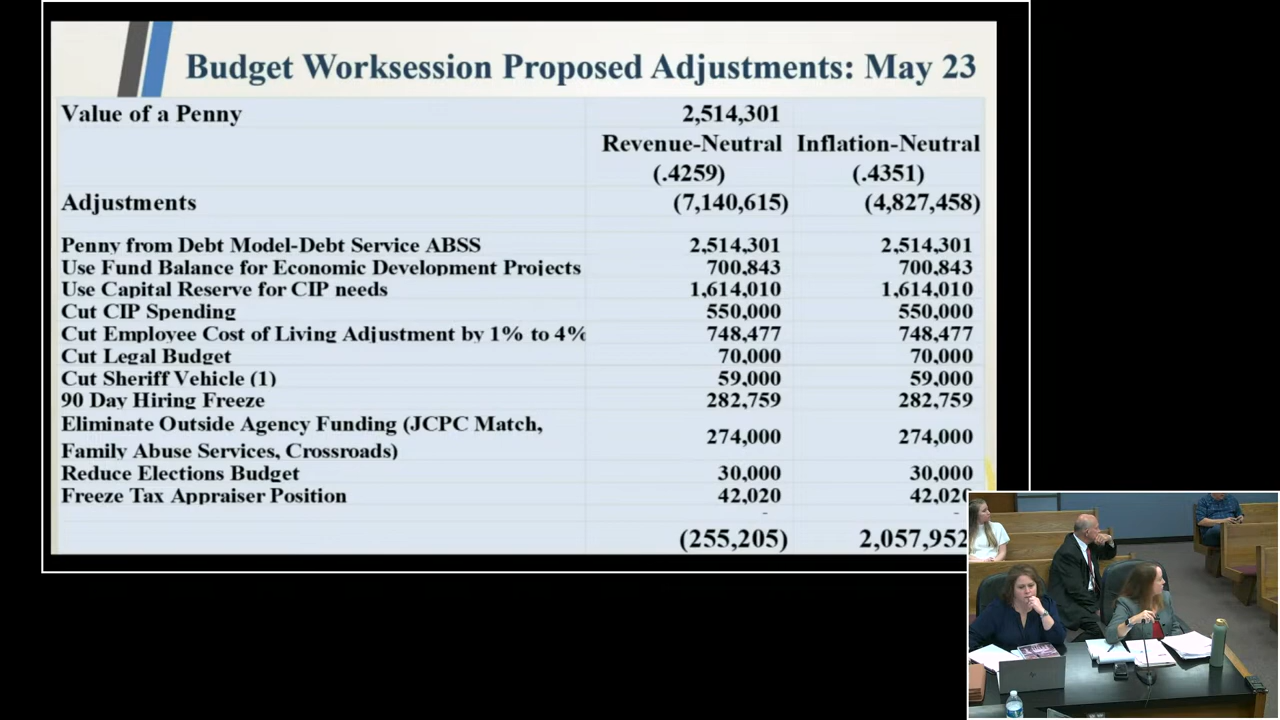 Budget Worksession Proposed Adjustments: May 23
Value of a Penny 2,514,301
Revenue-Neutral Inflation-Neutral
(.4259) (.4351)
Adjustments (7,140,615) (4,827,458)
Penny from Debt Model-Debt Service ABSS 2,514,301 2,514,301
Use Fund Balance for Economic Development Projects 700,843 700,843
Use Capital Reserve for CIP needs 1,614,010 1,614,010
Cut CIP Spending 550,000 550,000
Cut Employee Cost of Living Adjustment by 1% to 4% 748,477 748,477
Cut Legal Budget 70,000 70,000
Cut Sheriff Vehicle (1) 59,000 59,000
90 Day Hiring Freeze 282,759 282,759
Eliminate Outside Agency Funding (JCPC Match,
Family Abuse Services, Crossroads) 274,000 274,000
Reduce Elections Budget 30,000 30,000
Freeze Tax Appraiser Position 42,020 42,020
- -
(255,205) 2,057,952